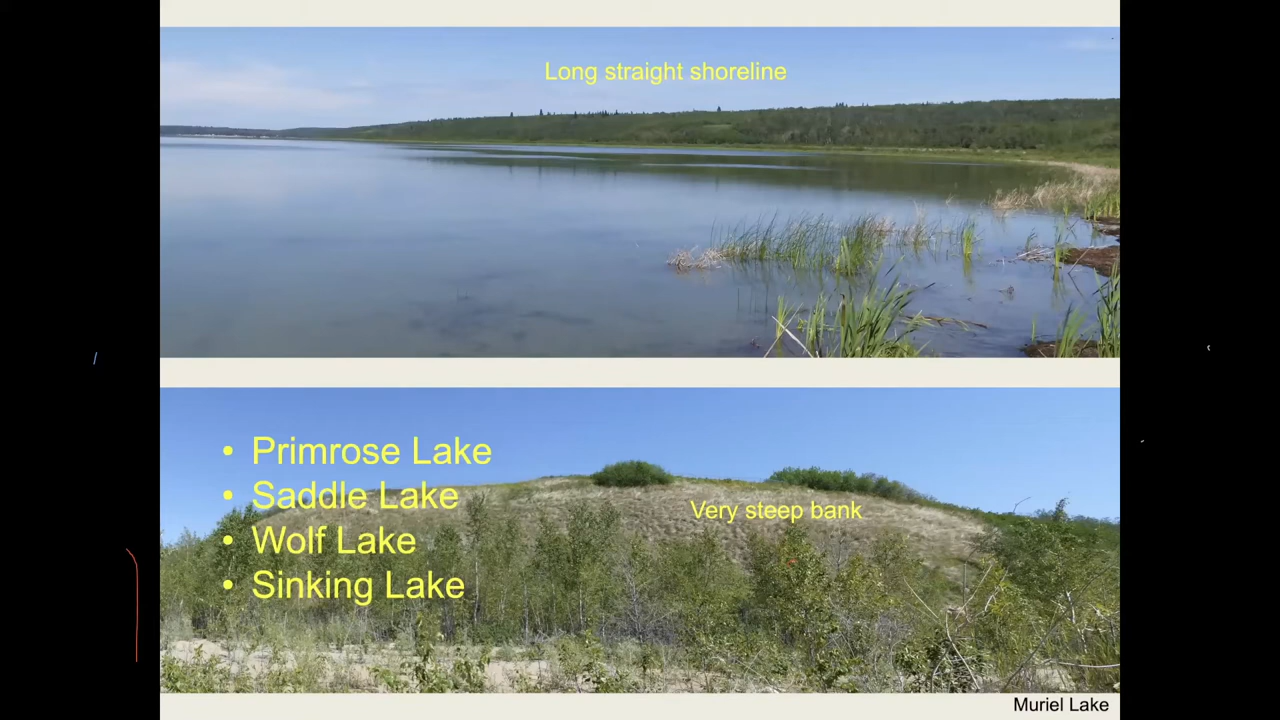 Long straight shoreline
• Primrose Lake
• Saddle Lake
• Wolf Lake
• Sinking Lake
Very steep bank
Muriel Lake